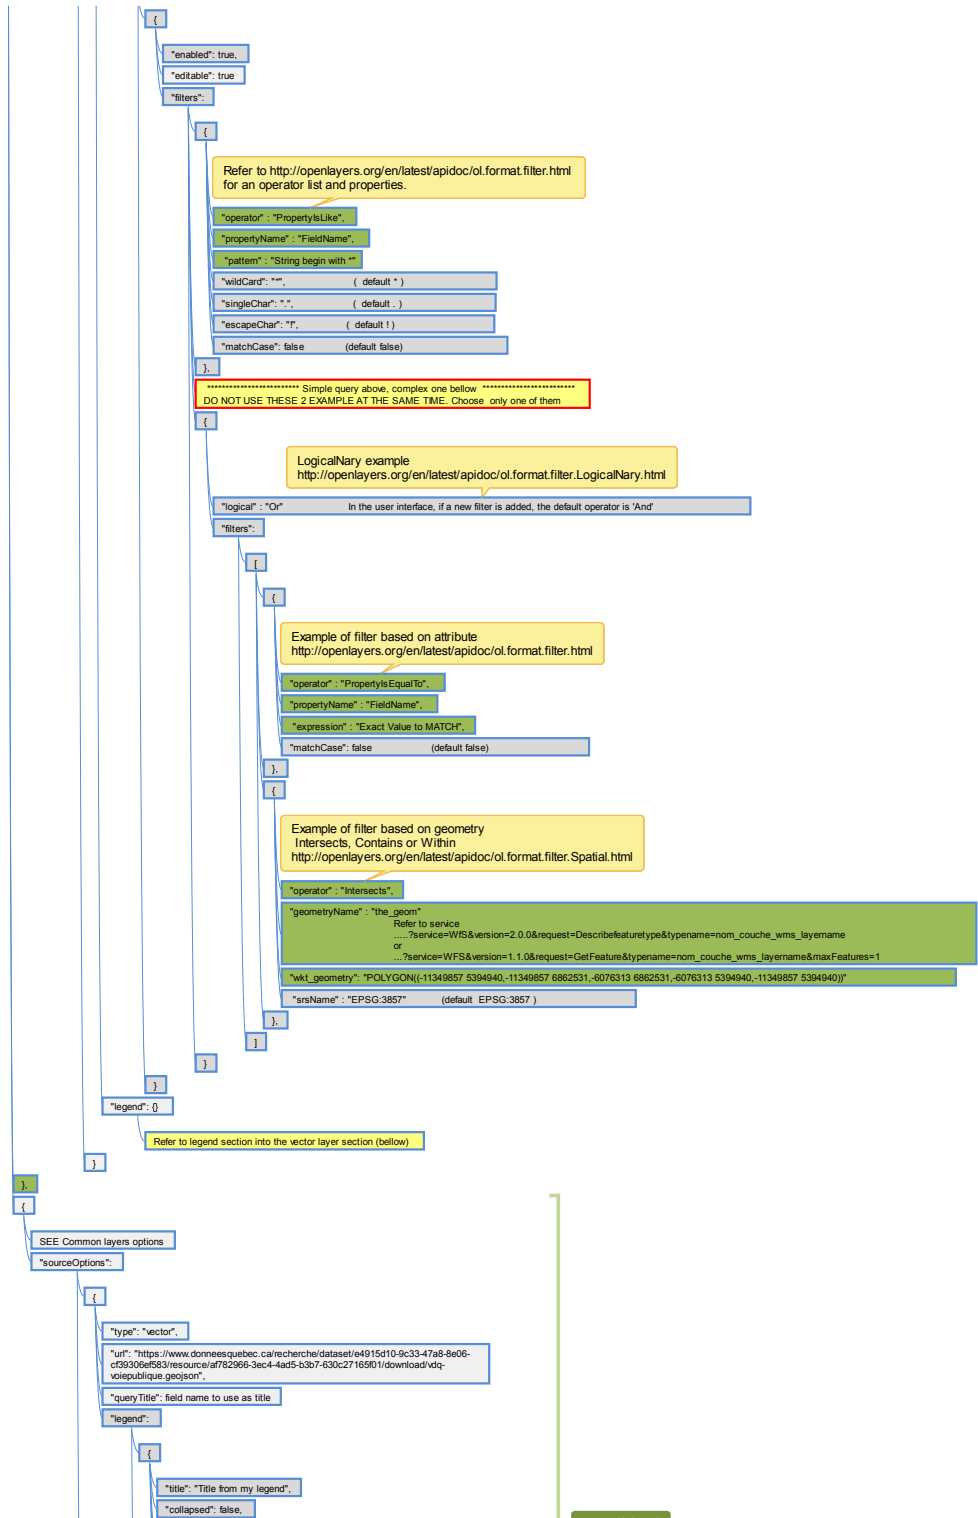 {
"enabled": true,
"editable": true
"filters":
{
Refer to http://openlayers.org/en/latest/apidoc/ol.format.filter.html
for an operator list and properties.
"operator" : "PropertyIsLike",
"propertyName" : "FieldName",
"pattern" : "String begin with *"
"wildCard": "*", ( default * )
"singleChar": ".", ( default . )
"escapeChar": "!", ( default ! )
"matchCase": false (default false)
},
************************* Simple query above, complex one bellow *************************
DO NOT USE THESE 2 EXAMPLE AT THE SAME TIME. Choose only one of them
{
LogicalNary example
http://openlayers.org/en/latest/apidoc/ol.format.filter.LogicalNary.html
"logical" : "Or" In the user interface, if a new filter is added, the default operator is 'And'
"filters":
[
{
Example of filter based on attribute
http://openlayers.org/en/latest/apidoc/ol.format.filter.html
"operator" : "PropertyIsEqualTo",
"propertyName" : "FieldName",
"expression" : "Exact Value to MATCH",
"matchCase": false (default false)
},
{
Example of filter based on geometry
Intersects, Contains or Within
http://openlayers.org/en/latest/apidoc/ol.format.filter.Spatial.html
"operator" : "Intersects",
"geometryName" : "the_geom"
Refer to service
.....?service=WfS&version=2.0.0&request=Describefeaturetype&typename=nom_couche_wms_layername
or
...?service=WFS&version=1.1.0&request=GetFeature&typename=nom_couche_wms_layername&maxFeatures=1
"wkt_geometry": "POLYGON((-11349857 5394940,-11349857 6862531,-6076313 6862531,-6076313 5394940,-11349857 5394940))"
"srsName" : "EPSG:3857" (default EPSG:3857 )
},
]
}
}
"legend": {}
Refer to legend section into the vector layer section (bellow)
}
},
{
SEE Common layers options
"sourceOptions":
{
"type": "vector",
"url": "https://www.donneesquebec.ca/recherche/dataset/e4915d10-9c33-47a8-8e06-
cf39306ef583/resource/af782966-3ec4-4ad5-b3b7-630c27165f01/download/vdq-
voiepublique.geojson",
"queryTitle": field name to use as title
"legend":
{
"title": "Title from my legend",
"collapsed": false,